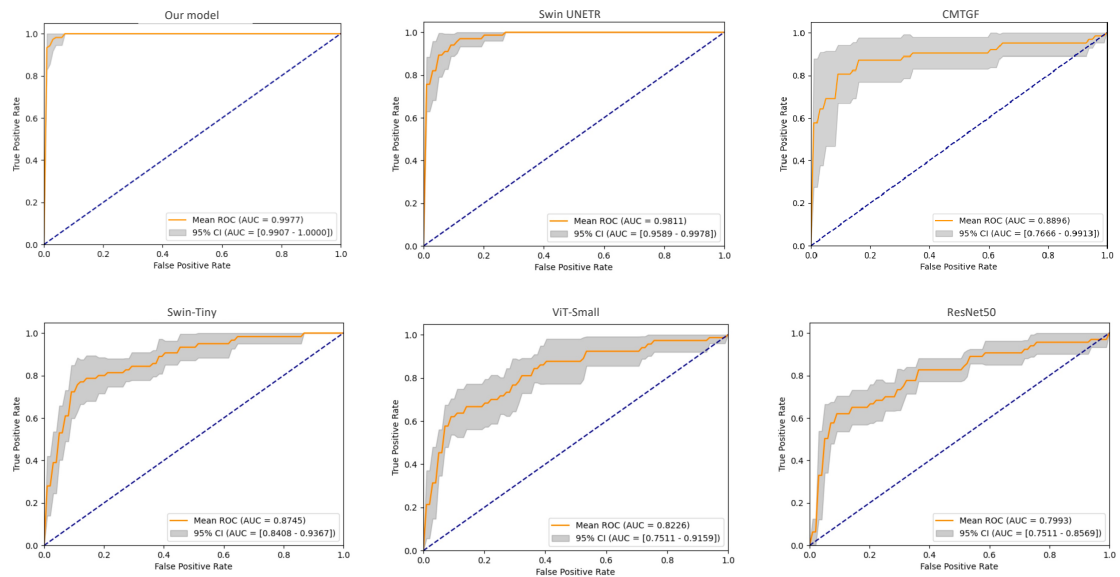 Our model
1.0
0.8
0.6
0.4
0.2
0.0
True Positive Rate
0.0 0.2 0.4 0.6 0.8 1.0
False Positive Rate
Mean ROC (AUC = 0.9977)
95% CI (AUC = [0.9907 - 1.0000])
Swin UNETR
1.0
0.8
0.6
0.4
0.2
0.0
True Positive Rate
0.0 0.2 0.4 0.6 0.8 1.0
False Positive Rate
Mean ROC (AUC = 0.9811)
95% CI (AUC = [0.9589 - 0.9978])
CMTGF
1.0
0.8
0.6
0.4
0.2
0.0
True Positive Rate
0.0 0.2 0.4 0.6 0.8 1.0
False Positive Rate
Mean ROC (AUC = 0.8896)
95% CI (AUC = [0.7666 - 0.9913])
Swin-Tiny
1.0
0.8
0.6
0.4
0.2
0.0
True Positive Rate
0.0 0.2 0.4 0.6 0.8 1.0
False Positive Rate
Mean ROC (AUC = 0.8745)
95% CI (AUC = [0.8408 - 0.9367])
ViT-Small
1.0
0.8
0.6
0.4
0.2
0.0
True Positive Rate
0.0 0.2 0.4 0.6 0.8 1.0
False Positive Rate
Mean ROC (AUC = 0.8226)
95% CI (AUC = [0.7511 - 0.9159])
ResNet50
1.0
0.8
0.6
0.4
0.2
0.0
True Positive Rate
0.0 0.2 0.4 0.6 0.8 1.0
False Positive Rate
Mean ROC (AUC = 0.7993)
95% CI (AUC = [0.7511 - 0.8569])